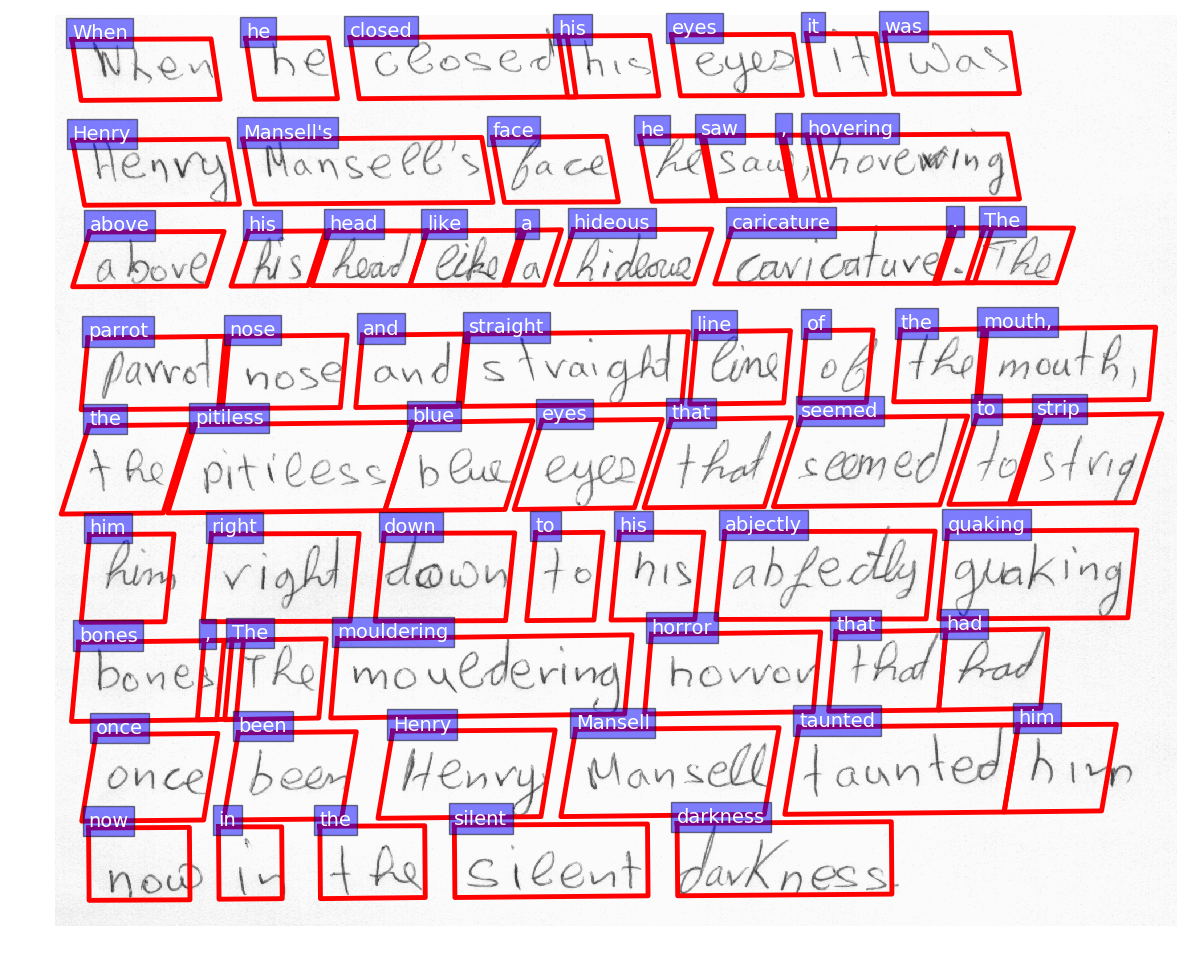 When he closed his eyes it was
Henry Mansell's face he saw, hovering
above his head like a hideous caricature. The
parrot nose and straight line of the mouth,
the pitiless blue eyes that seemed to strip
him right down to his abjectly quaking
bones, The mouldering horror that had
once been Henry Mansell taunted him
now in the silent darkness.